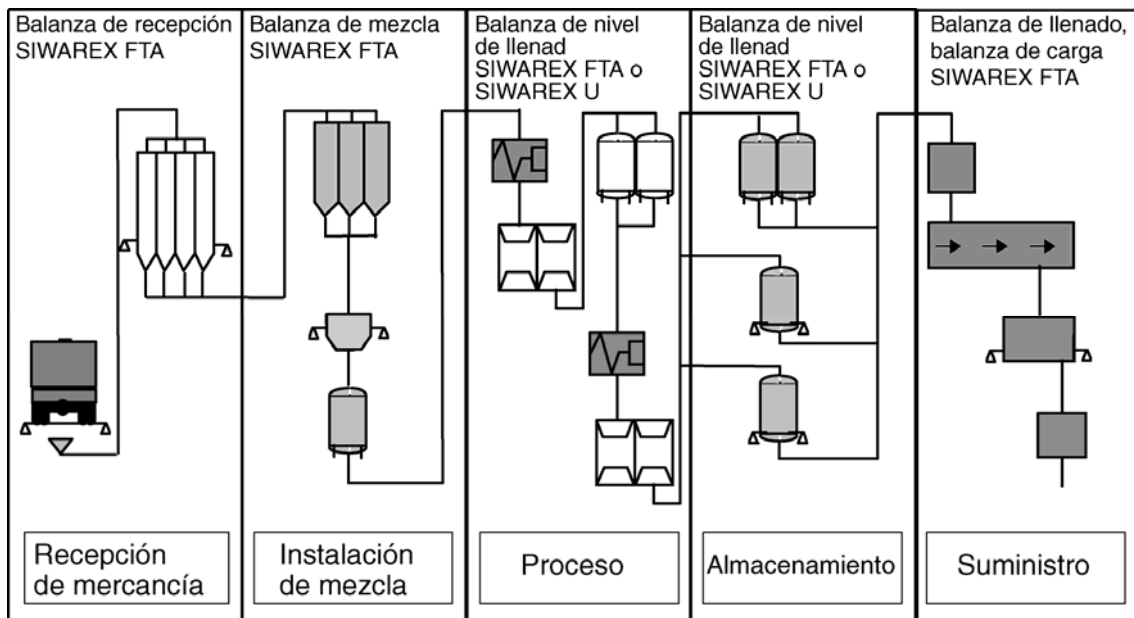 Balanza de recepción
SIWAREX FTA
Balanza de mezcla
SIWAREX FTA
Balanza de nivel
de llenad
SIWAREX FTA o
SIWAREX U
Balanza de nivel
de llenad
SIWAREX FTA o
SIWAREX U
Balanza de llenado,
balanza de carga
SIWAREX FTA
Recepción
de mercancía
Instalación
de mezcla
Proceso
Almacenamiento
Suministro